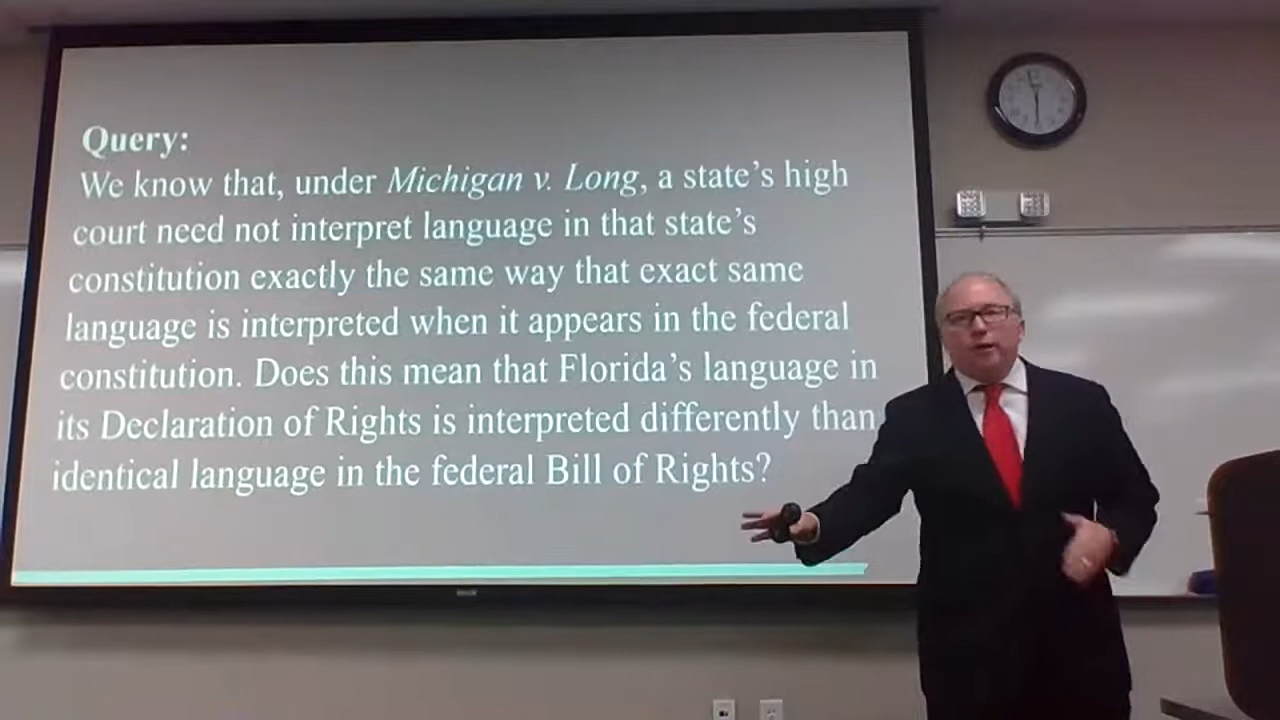 Query:
We know that, under Michigan v. Long, a state's high
court need not interpret language in that state's
constitution exactly the same way that exact same
language is interpreted when it appears in the federal
constitution. Does this mean that Florida's language in
its Declaration of Rights is interpreted differently than
identical language in the federal Bill of Rights?